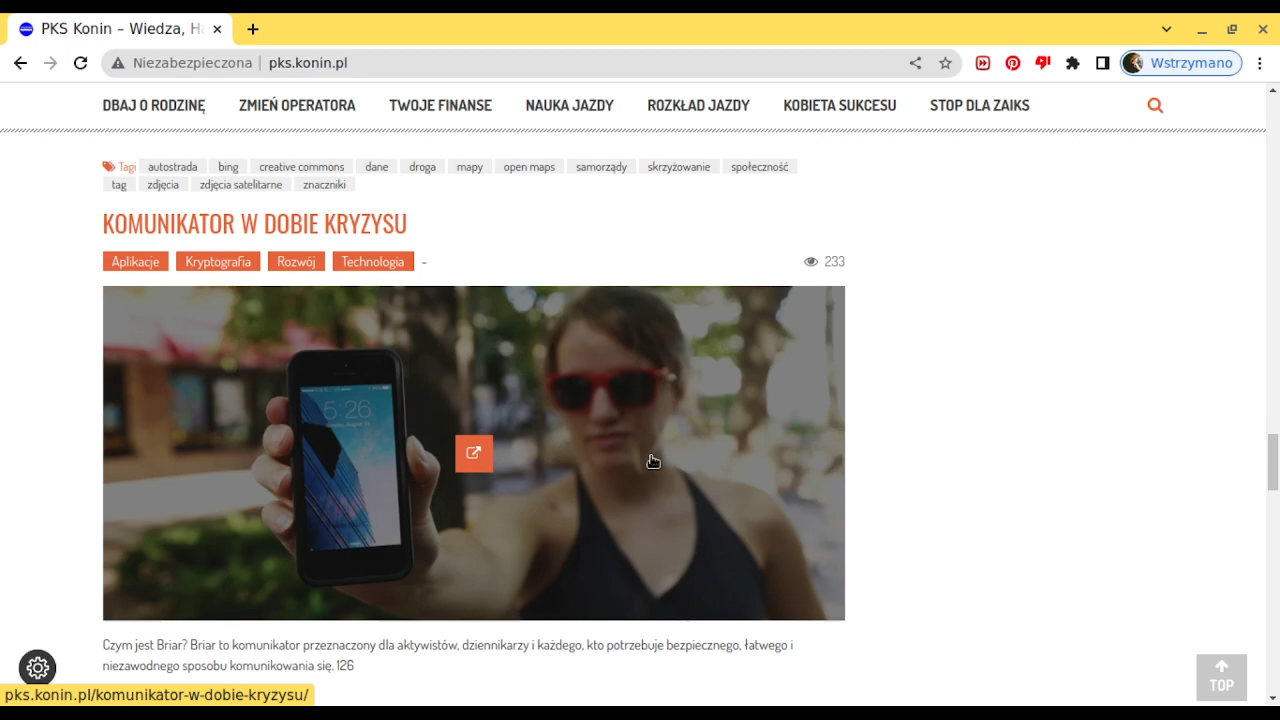 PKS Konin – Wiedza, H
Niezabezpieczona pks.konin.pl
Wstrzymano
DBAJ O RODZINĘ ZMIEŃ OPERATORA TWOJE FINANSE NAUKA JAZDY ROZKŁAD JAZDY KOBIETA SUKCESU STOP DLA ZAIKS
Tagi autostrada bing creative commons dane droga mapy open maps samorządy skrzyżowanie społeczność
tag zdjęcia zdjęcia satelitarne znaczniki
KOMUNIKATOR W DOBIE KRYZYSU
Aplikacje Kryptografia Rozwój Technologia - 233
5:26
Czym jest Briar? Briar to komunikator przeznaczony dla aktywistów, dziennikarzy i każdego, kto potrzebuje bezpiecznego, łatwego i
niezawodnego sposobu komunikowania się. 126
TOP
pks.konin.pl/komunikator-w-dobie-kryzysu/